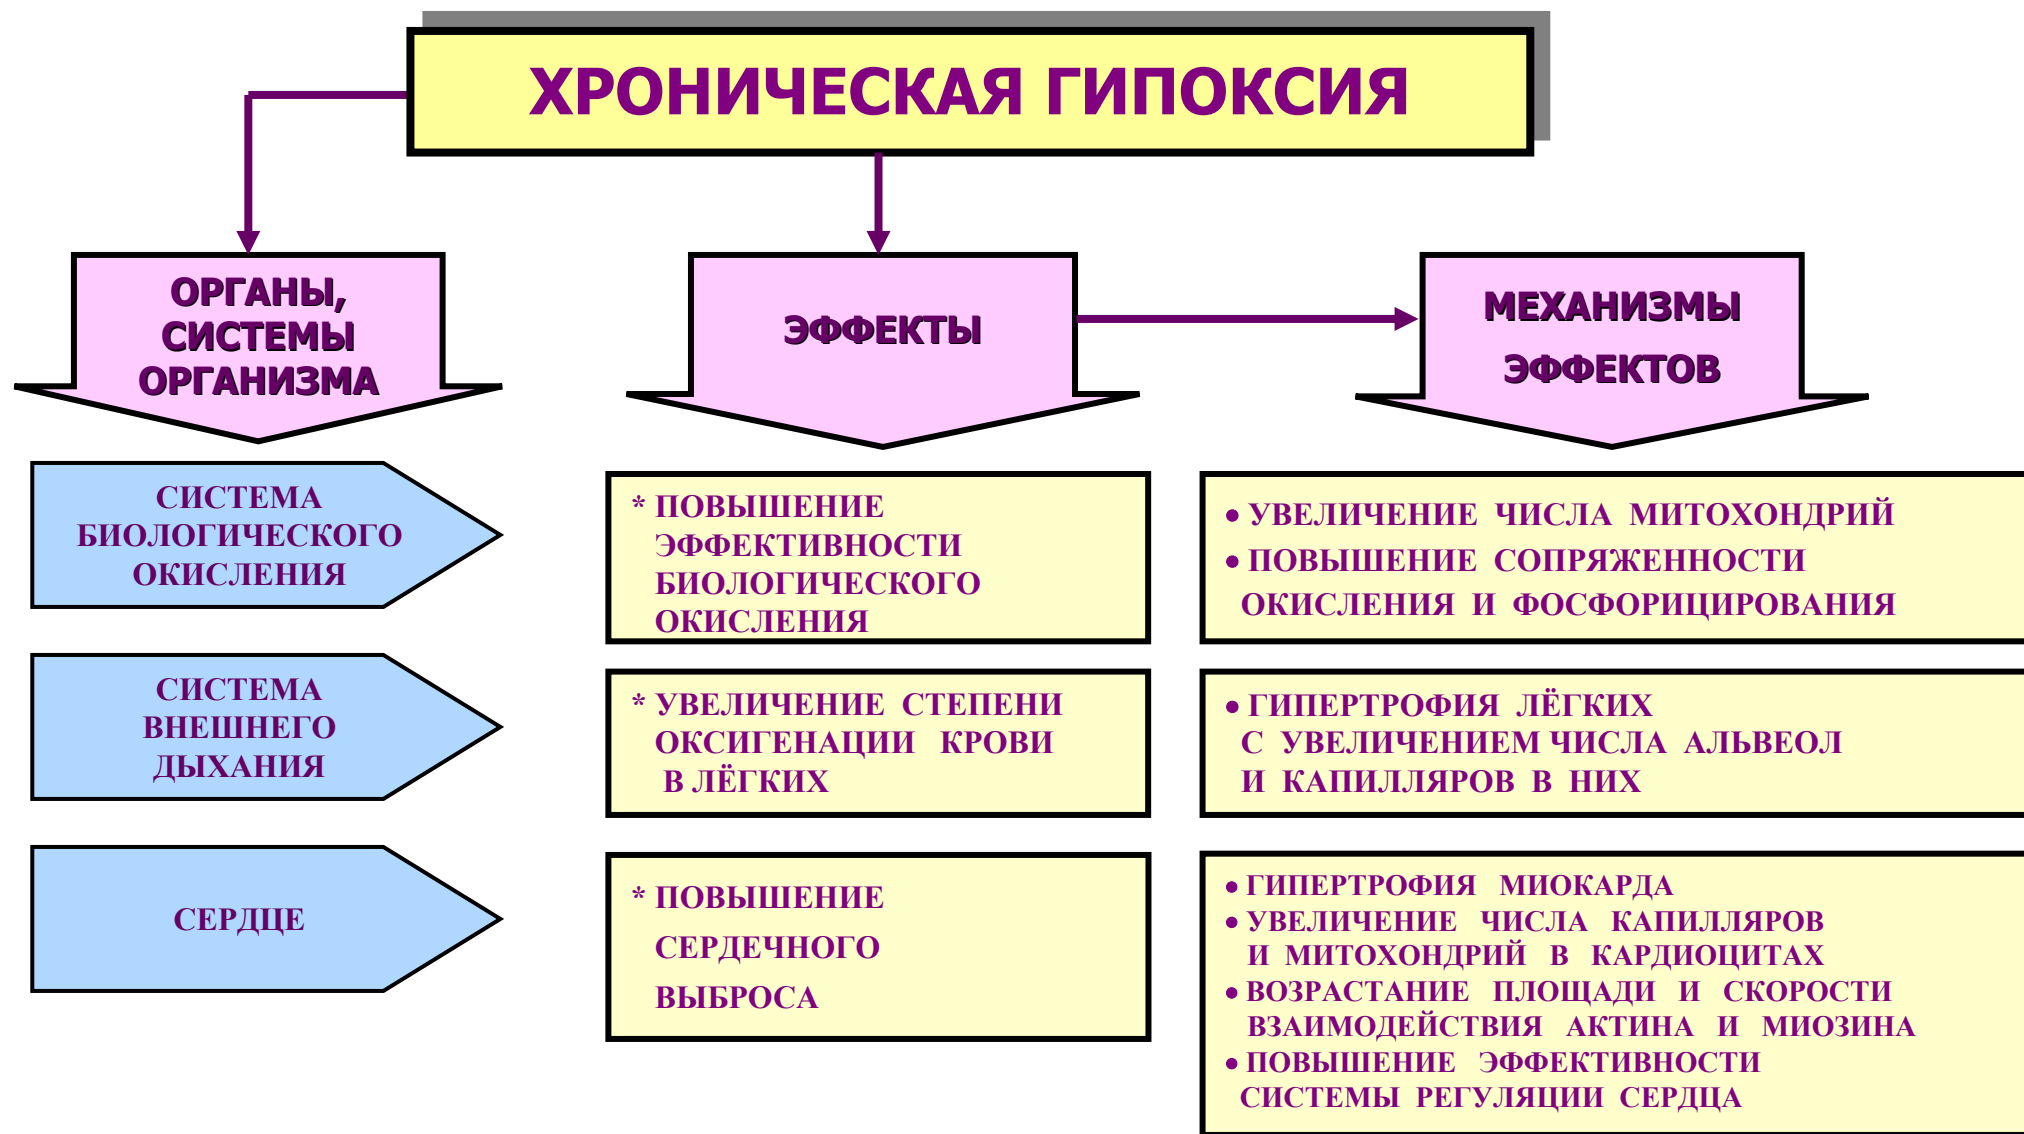 ХРОНИЧЕСКАЯ ГИПОКСИЯ
ОРГАНЫ,
СИСТЕМЫ
ОРГАНИЗМА
ЭФФЕКТЫ
МЕХАНИЗМЫ
ЭФФЕКТОВ
СИСТЕМА
БИОЛОГИЧЕСКОГО
ОКИСЛЕНИЯ
* ПОВЫШЕНИЕ
ЭФФЕКТИВНОСТИ
БИОЛОГИЧЕСКОГО
ОКИСЛЕНИЯ
• УВЕЛИЧЕНИЕ ЧИСЛА МИТОХОНДРИЙ
• ПОВЫШЕНИЕ СОПРЯЖЕННОСТИ
ОКИСЛЕНИЯ И ФОСФОРИЦИРОВАНИЯ
СИСТЕМА
ВНЕШНЕГО
ДЫХАНИЯ
* УВЕЛИЧЕНИЕ СТЕПЕНИ
ОКСИГЕНАЦИИ КРОВИ
В ЛЁГКИХ
• ГИПЕРТРОФИЯ ЛЁГКИХ
С УВЕЛИЧЕНИЕМ ЧИСЛА АЛЬВЕОЛ
И КАПИЛЛЯРОВ В НИХ
СЕРДЦЕ
* ПОВЫШЕНИЕ
СЕРДЕЧНОГО
ВЫБРОСА
• ГИПЕРТРОФИЯ МИОКАРДА
• УВЕЛИЧЕНИЕ ЧИСЛА КАПИЛЛЯРОВ
И МИТОХОНДРИЙ В КАРДИОЦИТАХ
• ВОЗРАСТАНИЕ ПЛОЩАДИ И СКОРОСТИ
ВЗАИМОДЕЙСТВИЯ АКТИНА И МИОЗИНА
• ПОВЫШЕНИЕ ЭФФЕКТИВНОСТИ
СИСТЕМЫ РЕГУЛЯЦИИ СЕРДЦА